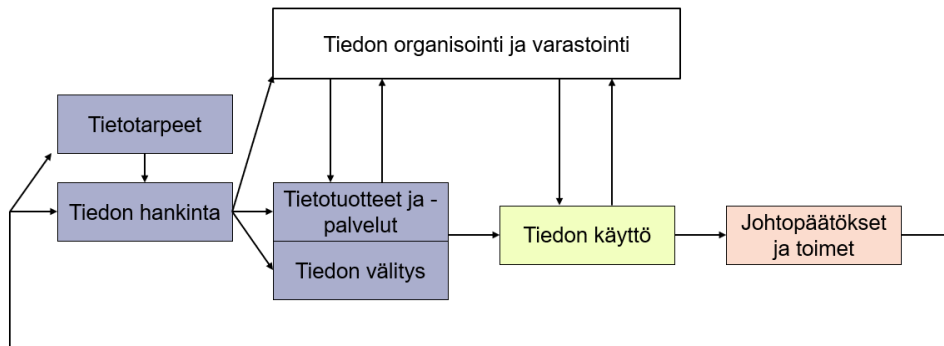 Tiedon organisointi ja varastointi
Tietotarpeet
Tiedon hankinta
Tietotuotteet ja -
palvelut
Tiedon välitys
Tiedon käyttö
Johtopäätökset
ja toimet